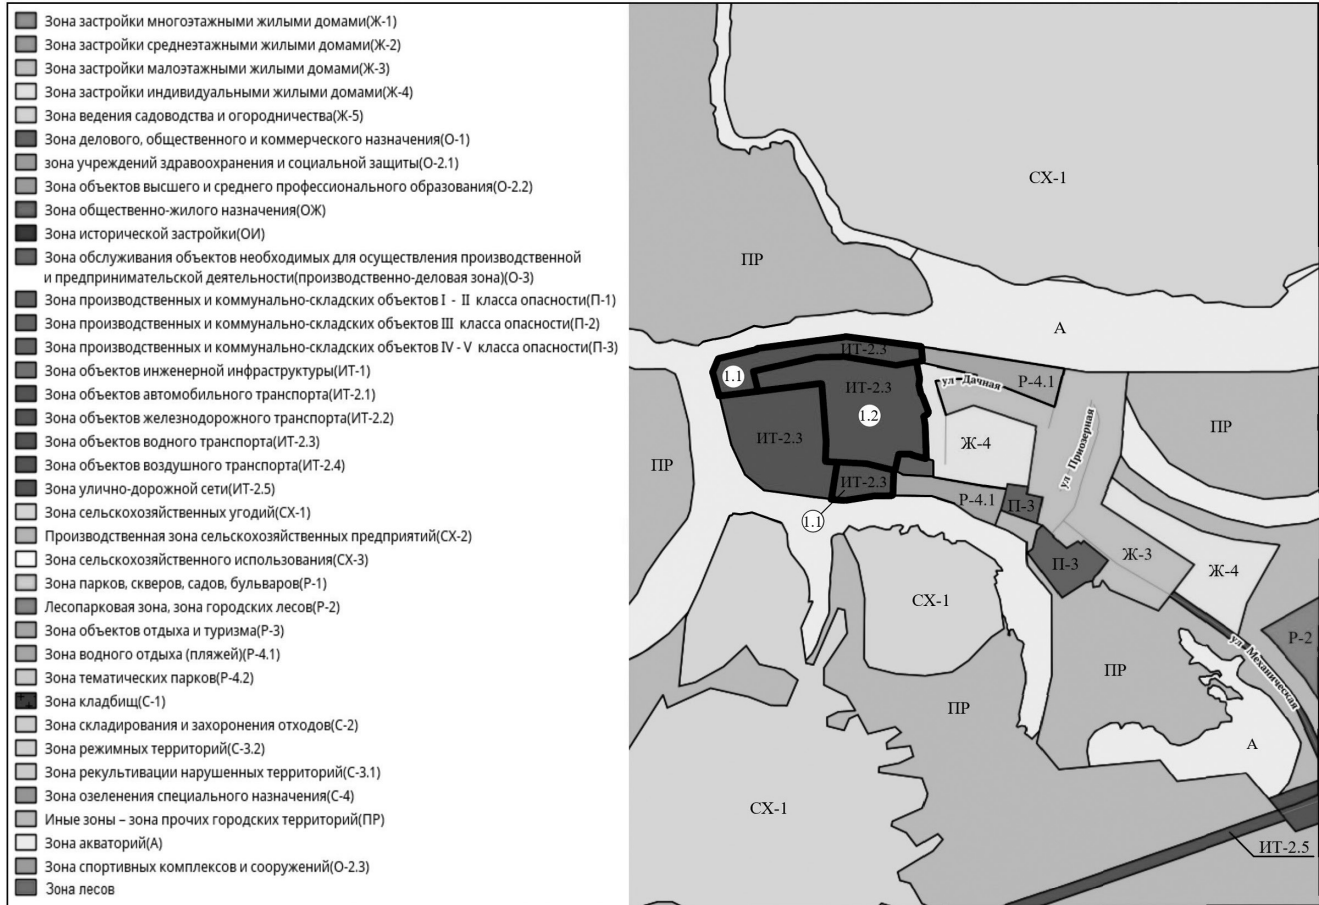 Зона застройки многоэтажными жилыми домами(Ж-1)
Зона застройки среднеэтажными жилыми домами(Ж-2)
Зона застройки малоэтажными жилыми домами(Ж-3)
Зона застройки индивидуальными жилыми домами(Ж-4)
Зона ведения садоводства и огородничества(Ж-5)
Зона делового, общественного и коммерческого назначения(О-1)
зона учреждений здравоохранения и социальной защиты(О-2.1)
Зона объектов высшего и среднего профессионального образования(О-2.2)
Зона общественно-жилого назначения(ОЖ)
Зона исторической застройки(ОИ)
Зона обслуживания объектов необходимых для осуществления производственной
и предпринимательской деятельности(производственно-деловая зона)(О-3)
Зона производственных и коммунально-складских объектов I - II класса опасности(П-1)
Зона производственных и коммунально-складских объектов III класса опасности(П-2)
Зона производственных и коммунально-складских объектов IV - V класса опасности(П-3)
Зона объектов инженерной инфраструктуры(ИТ-1)
Зона объектов автомобильного транспорта(ИТ-2.1)
Зона объектов железнодорожного транспорта(ИТ-2.2)
Зона объектов водного транспорта(ИТ-2.3)
Зона объектов воздушного транспорта(ИТ-2.4)
Зона улично-дорожной сети(ИТ-2.5)
Зона сельскохозяйственных угодий(СХ-1)
Производственная зона сельскохозяйственных предприятий(СХ-2)
Зона сельскохозяйственного использования(СХ-3)
Зона парков, скверов, садов, бульваров(Р-1)
Лесопарковая зона, зона городских лесов(Р-2)
Зона объектов отдыха и туризма(Р-3)
Зона водного отдыха (пляжей)(Р-4.1)
Зона тематических парков(Р-4.2)
Зона кладбищ(С-1)
Зона складирования и захоронения отходов(С-2)
Зона режимных территорий(С-3.2)
Зона рекультивации нарушенных территорий(С-3.1)
Зона озеленения специального назначения(С-4)
Иные зоны – зона прочих городских территорий(ПР)
Зона акваторий(А)
Зона спортивных комплексов и сооружений(О-2.3)
Зона лесов
СХ-1
ПР
А
ИТ-2.3
1.1
ИТ-2.3
ул Дачная
Р-4.1
1.2
ул Приозерная
ПР
ИТ-2.3
Ж-4
ПР
ИТ-2.3
Р-4.1
П-3
1.1
Ж-3
П-3
Ж-4
СХ-1
Р-2
ул Механическая
ПР
ПР
А
СХ-1
ИТ-2.5